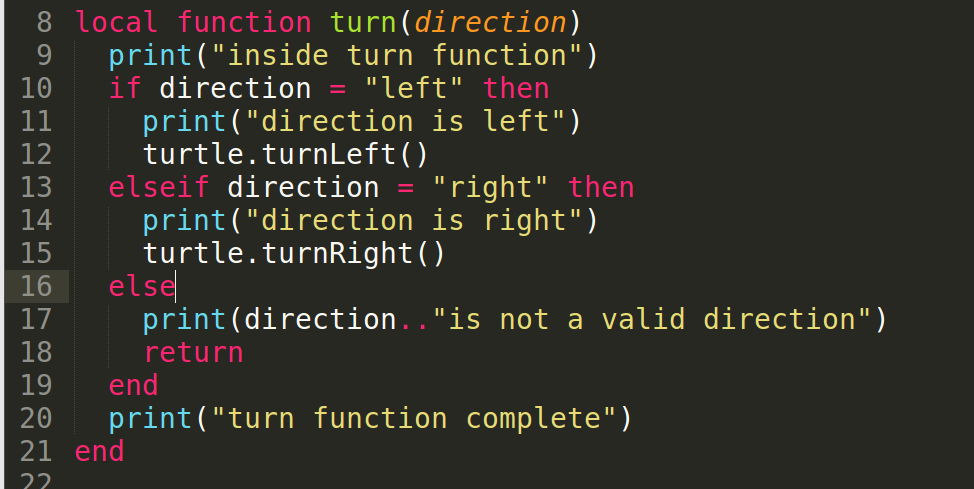 8 local function turn(direction)
9   print("inside turn function")
10   if direction = "left" then
11     print("direction is left")
12     turtle.turnLeft()
13   elseif direction = "right" then
14     print("direction is right")
15     turtle.turnRight()
16   else
17     print(direction.."is not a valid direction")
18     return
19   end
20   print("turn function complete")
21 end
22